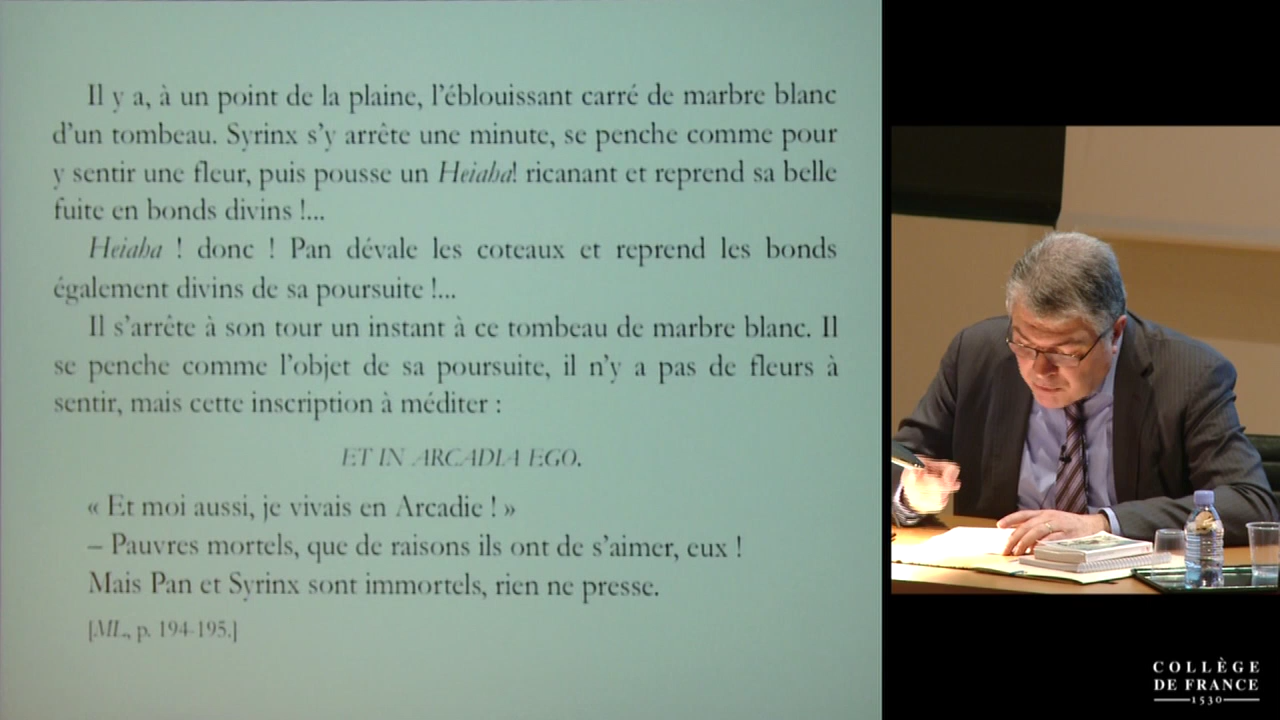 Il y a, à un point de la plaine, l'éblouissant carré de marbre blanc
d'un tombeau. Syrinx s'y arrête une minute, se penche comme pour
y sentir une fleur, puis pousse un Heiaha! ricanant et reprend sa belle
fuite en bonds divins !...
Heiaha ! donc ! Pan dévale les coteaux et reprend les bonds
également divins de sa poursuite !...
Il s'arrête à son tour un instant à ce tombeau de marbre blanc. Il
se penche comme l'objet de sa poursuite, il n'y a pas de fleurs à
sentir, mais cette inscription à méditer :
ET IN ARCADIA EGO.
« Et moi aussi, je vivais en Arcadie ! »
– Pauvres mortels, que de raisons ils ont de s'aimer, eux !
Mais Pan et Syrinx sont immortels, rien ne presse.
[ML, p. 194-195.]
COLLÈGE
DE FRANCE
1530